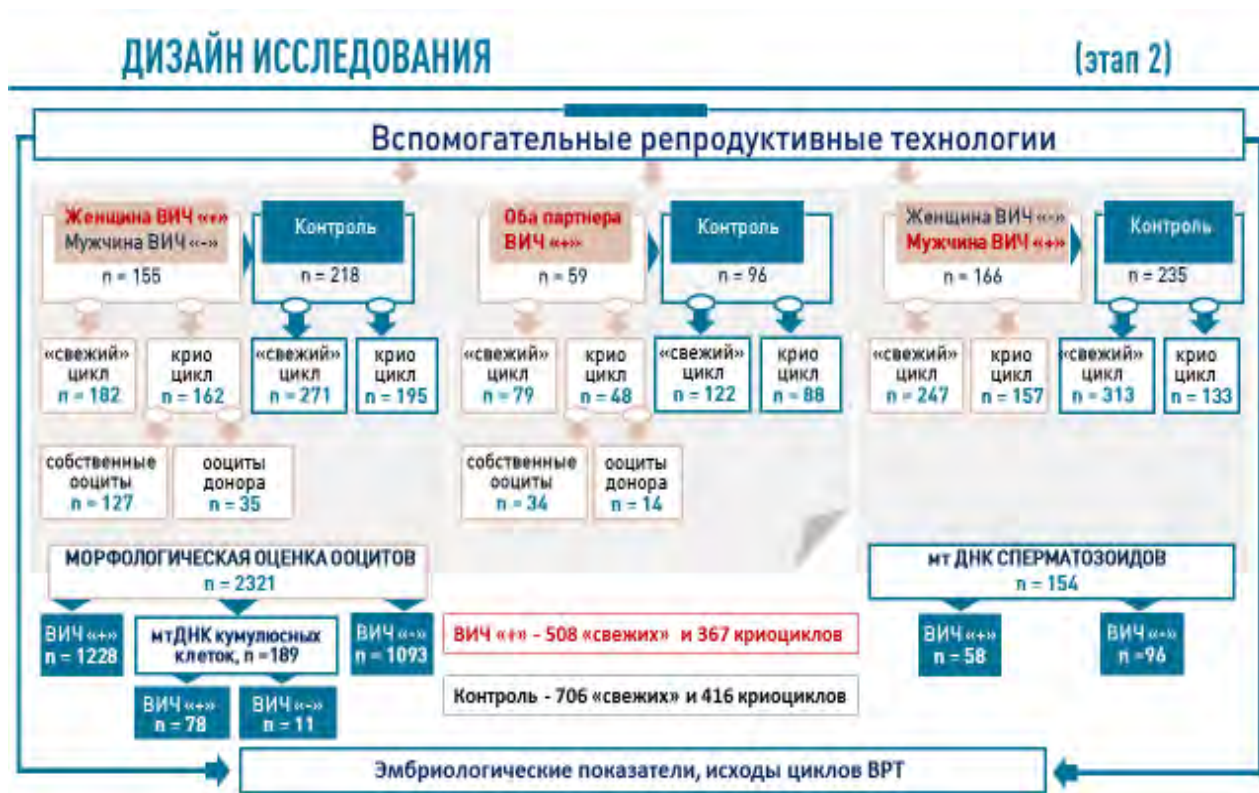 ДИЗАЙН ИССЛЕДОВАНИЯ (этап 2)
Вспомогательные репродуктивные технологии
Женщина ВИЧ «+»
Мужчина ВИЧ «-»
n = 155
Контроль
n = 218
Оба партнера
ВИЧ «+»
n = 59
Контроль
n = 96
Женщина ВИЧ «-»
Мужчина ВИЧ «+»
n = 166
Контроль
n = 235
«свежий»
цикл
n = 182
крио
цикл
n = 162
«свежий»
цикл
n = 271
крио
цикл
n = 195
«свежий»
цикл
n = 79
крио
цикл
n = 48
«свежий»
цикл
n = 122
крио
цикл
n = 88
«свежий»
цикл
n = 247
крио
цикл
n = 157
«свежий»
цикл
n = 313
крио
цикл
n = 133
собственные
ооциты
n = 127
ооциты
донора
n = 35
собственные
ооциты
n = 34
ооциты
донора
n = 14
МОРФОЛОГИЧЕСКАЯ ОЦЕНКА ООЦИТОВ
n = 2321
ВИЧ «+»
n = 1228
мтДНК кумулюсных
клеток, n =189
ВИЧ «-»
n = 1093
ВИЧ «+»
n = 78
ВИЧ «-»
n = 11
ВИЧ «+» - 508 «свежих» и 367 криоциклов
Контроль - 706 «свежих» и 416 криоциклов
мт ДНК СПЕРМАТОЗОИДОВ
n = 154
ВИЧ «+»
n = 58
ВИЧ «-»
n =96
Эмбриологические показатели, исходы циклов ВРТ